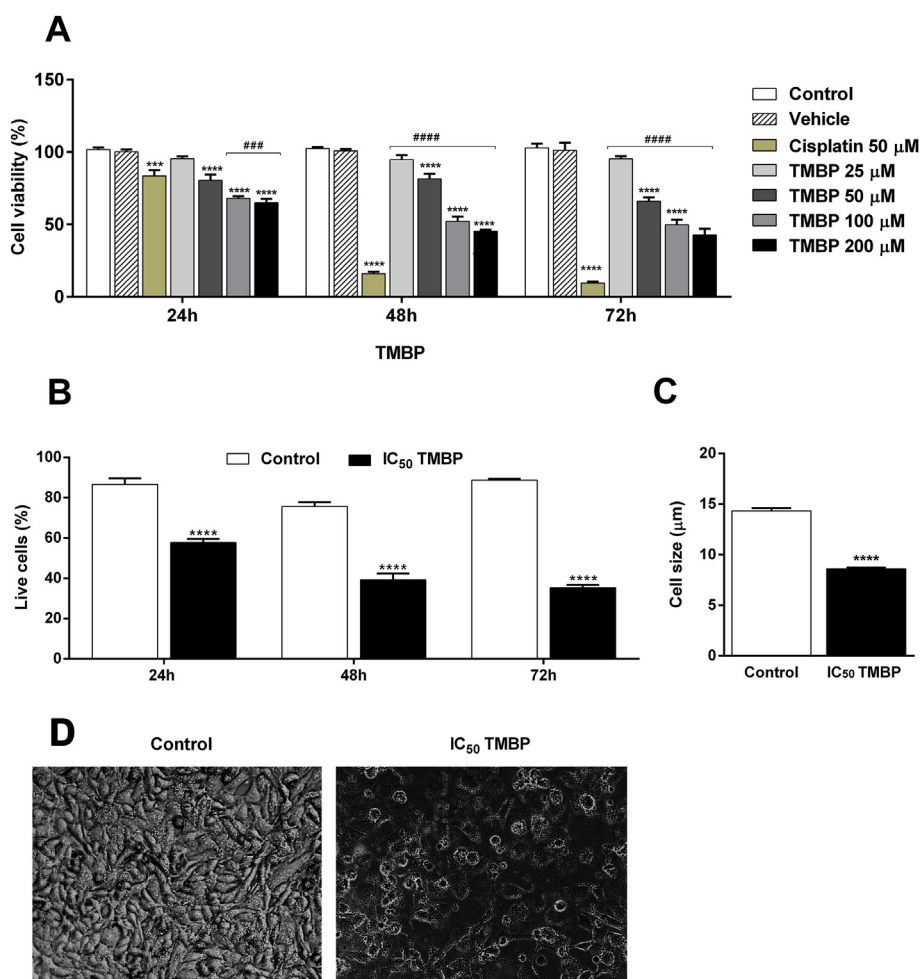 A
Cell viability (%)
150
100
50
0
***
****
****
****
###
****
****
****
****
####
****
****
****
####
24h
48h
72h
TMBP
Control
Vehicle
Cisplatin 50 μM
TMBP 25 μM
TMBP 50 μM
TMBP 100 μM
TMBP 200 μM
B
Live cells (%)
100
80
60
40
20
0
Control
IC₅₀ TMBP
****
****
****
24h
48h
72h
C
Cell size (μm)
20
15
10
5
0
****
Control
IC₅₀ TMBP
D
Control
IC₅₀ TMBP